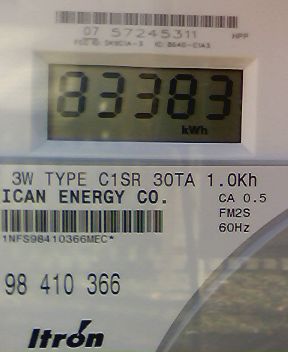 07 57245311 HPP
83383
kWh
3W TYPE C1SR 30TA 1.0Kh
ICAN ENERGY CO. CA 0.5
FM2S
60Hz
1NFS98410366MEC*
98 410 366
Itron